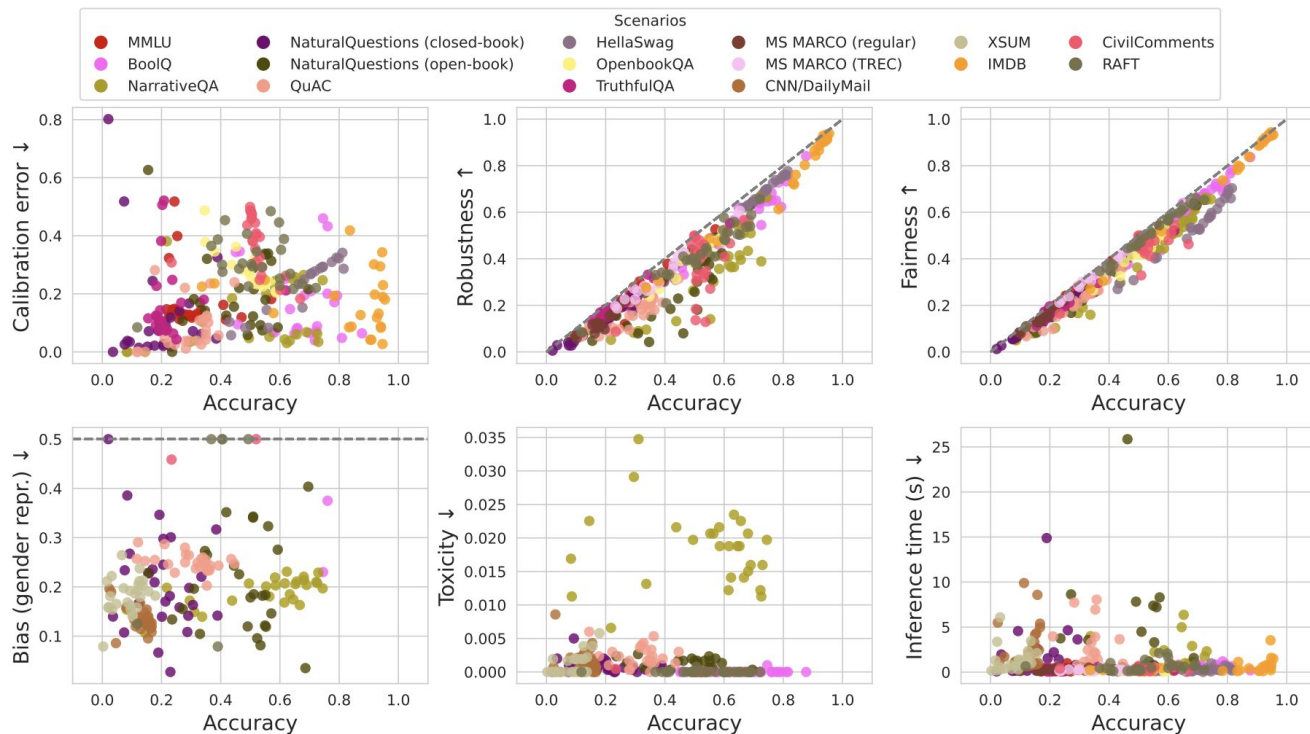 Scenarios
MMLU
BoolQ
NarrativeQA
NaturalQuestions (closed-book)
NaturalQuestions (open-book)
QuAC
HellaSwag
OpenbookQA
TruthfulQA
MS MARCO (regular)
MS MARCO (TREC)
CNN/DailyMail
XSUM
IMDB
CivilComments
RAFT
Calibration error ↓
0.8
0.6
0.4
0.2
0.0
0.0 0.2 0.4 0.6 0.8 1.0
Accuracy
Robustness ↑
1.0
0.8
0.6
0.4
0.2
0.0
0.0 0.2 0.4 0.6 0.8 1.0
Accuracy
Fairness ↑
1.0
0.8
0.6
0.4
0.2
0.0
0.0 0.2 0.4 0.6 0.8 1.0
Accuracy
Bias (gender repr.) ↓
0.5
0.4
0.3
0.2
0.1
0.0 0.2 0.4 0.6 0.8 1.0
Accuracy
Toxicity ↓
0.035
0.030
0.025
0.020
0.015
0.010
0.005
0.000
0.0 0.2 0.4 0.6 0.8 1.0
Accuracy
Inference time (s) ↓
25
20
15
10
5
0
0.0 0.2 0.4 0.6 0.8 1.0
Accuracy